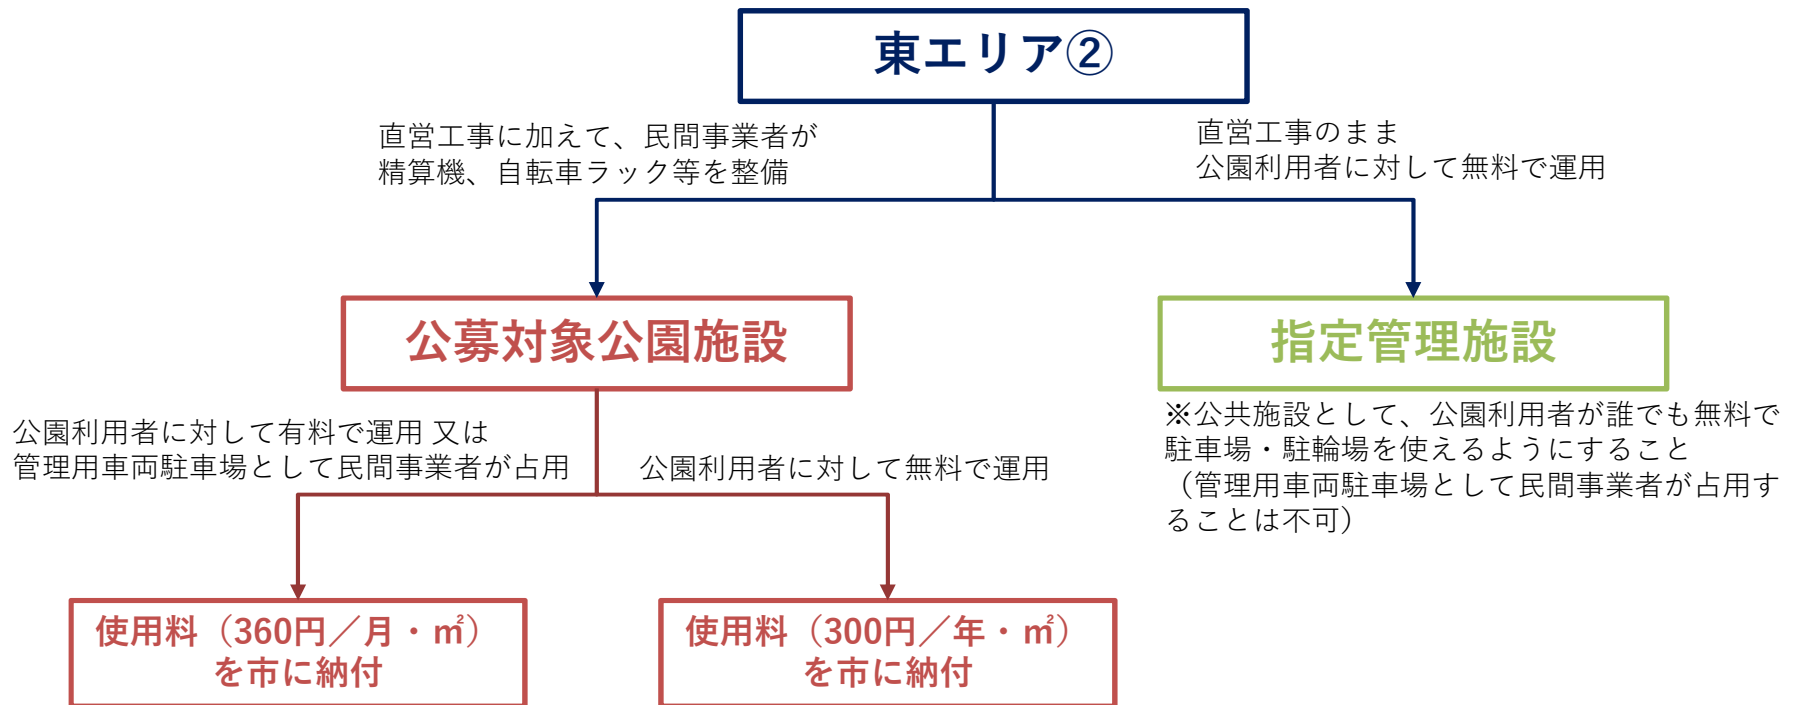 東エリア②
直営工事に加えて、民間事業者が
精算機、自転車ラック等を整備
直営工事のまま
公園利用者に対して無料で運用
公募対象公園施設
指定管理施設
公園利用者に対して有料で運用 又は
管理用車両駐車場として民間事業者が占用
公園利用者に対して無料で運用
※公共施設として、公園利用者が誰でも無料で
駐車場・駐輪場を使えるようにすること
（管理用車両駐車場として民間事業者が占用す
ることは不可）
使用料（360円／月・㎡）
を市に納付
使用料（300円／年・㎡）
を市に納付